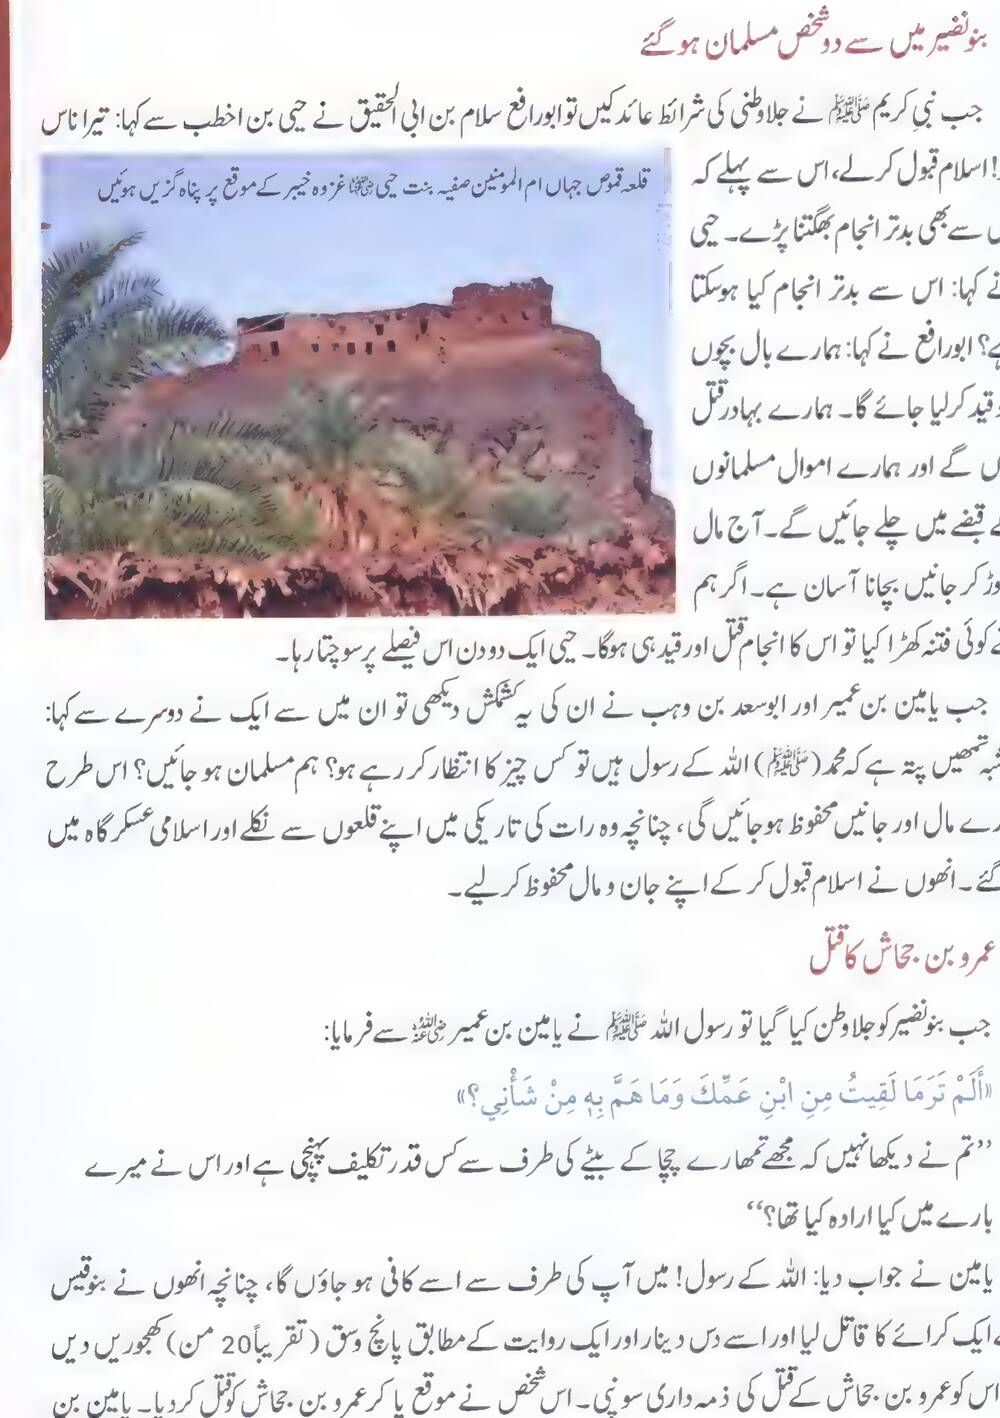 بنو نضیر میں سے دو شخص مسلمان ہو گئے
جب نبی کریم ﷺ نے جلا وطنی کی شرائط عائد کیں تو ابو رافع سلام بن ابی الحقیق نے حیی بن اخطب سے کہا: تیرا ناس
! اسلام قبول کر لے، اس سے پہلے کہ
سے بھی بدتر انجام بھگتنا پڑے۔ حیی
نے کہا: اس سے بدتر انجام کیا ہو سکتا
ہے؟ ابو رافع نے کہا: ہمارے بال بچوں
قید کر لیا جائے گا۔ ہمارے بہادر قتل
گے اور ہمارے اموال مسلمانوں
قبضے میں چلے جائیں گے۔ آج مال
کر جانیں بچانا آسان ہے۔ اگر ہم
قلعہ قموص جہاں ام المومنین صفیہ بنت حیی رضی اللہ عنہا غزوہ خیبر کے موقع پر پناہ گزیں ہوئیں
کوئی فتنہ کھڑا کیا تو اس کا انجام قتل اور قید ہی ہوگا۔ حیی ایک دو دن اس فیصلے پر سوچتا رہا۔
جب یامین بن عمیر اور ابو سعد بن وہب نے ان کی یہ کشمکش دیکھی تو ان میں سے ایک نے دوسرے سے کہا:
تمھیں پتہ ہے کہ محمد (ﷺ) اللہ کے رسول ہیں تو کس چیز کا انتظار کر رہے ہو؟ ہم مسلمان ہو جائیں؟ اس طرح
مال اور جانیں محفوظ ہو جائیں گی، چنانچہ وہ رات کی تاریکی میں اپنے قلعوں سے نکلے اور اسلامی عسکر گاہ میں
گئے۔ انھوں نے اسلام قبول کر کے اپنے جان و مال محفوظ کر لیے۔
عمرو بن جحاش کا قتل
جب بنو نضیر کو جلا وطن کیا گیا تو رسول اللہ ﷺ نے یامین بن عمیر رضی اللہ عنہ سے فرمایا:
«أَلَمْ تَرَ مَا لَقِيتُ مِنِ ابْنِ عَمِّكَ وَمَا هَمَّ بِهِ مِنْ شَأْنِي؟»
’’تم نے دیکھا نہیں کہ مجھے تمھارے چچا کے بیٹے کی طرف سے کس قدر تکلیف پہنچی ہے اور اس نے میرے
بارے میں کیا ارادہ کیا تھا؟‘‘
یامین نے جواب دیا: اللہ کے رسول! میں آپ کی طرف سے اسے کافی ہو جاؤں گا، چنانچہ انھوں نے بنو قیس
ایک کرائے کا قاتل لیا اور اسے دس دینار اور ایک روایت کے مطابق پانچ وسق (تقریباً 20 من) کھجوریں دیں
اس کو عمرو بن جحاش کے قتل کی ذمہ داری سونپی۔ اس شخص نے موقع پا کر عمرو بن جحاش کو قتل کر دیا۔ یامین بن